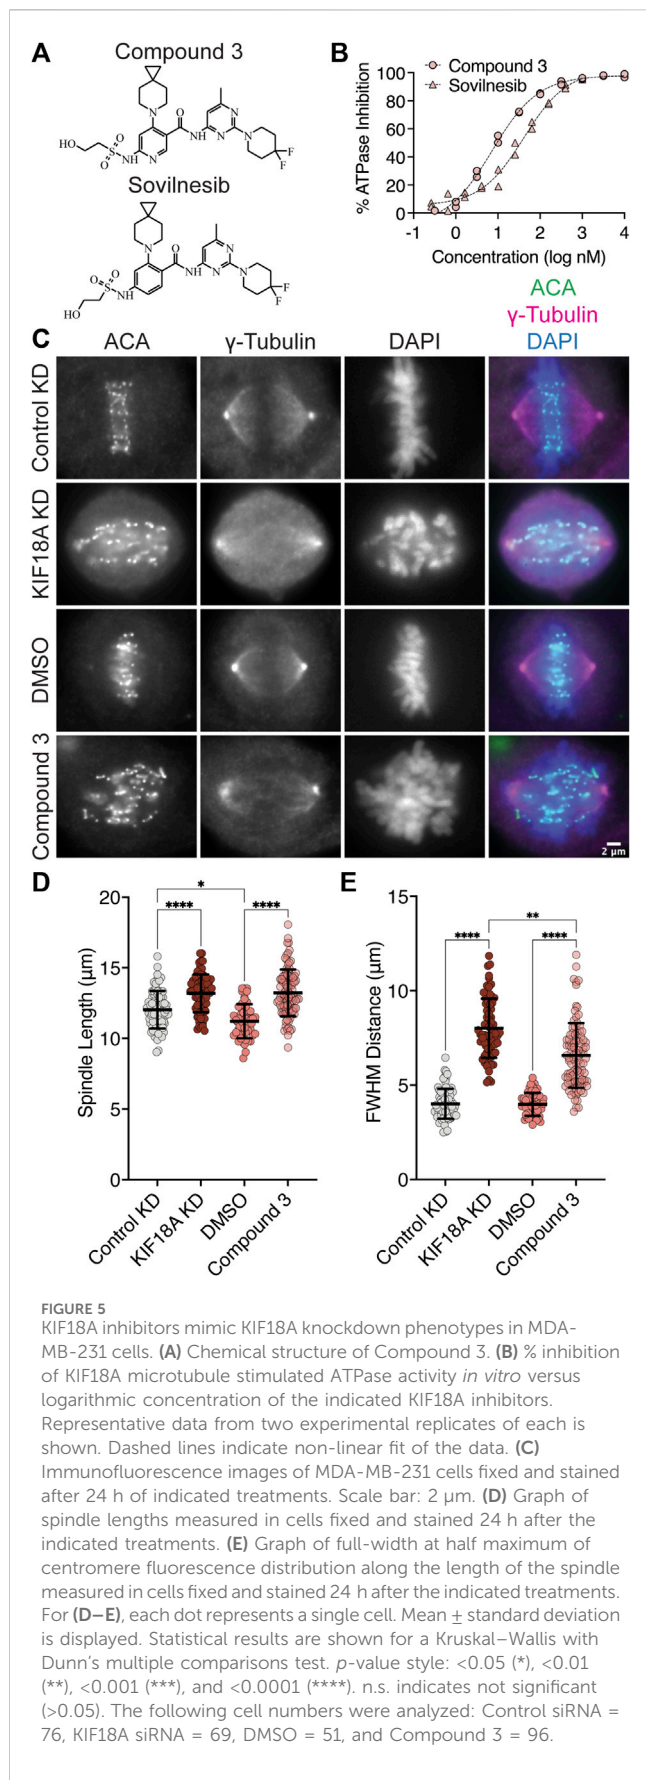 A
Compound 3
HO
S
O
O
NH
N
N
O
NH
N
N
N
F
F
Sovilnesib
N
O
NH
N
N
N
F
F
O
O
S
NH
HO
B
% ATPase Inhibition
100
80
60
40
20
0
Compound 3
Sovilnesib
-1 0 1 2 3 4
Concentration (log nM)
C
ACA
γ-Tubulin
DAPI
ACA
γ-Tubulin
DAPI
Control KD
KIF18A KD
DMSO
Compound 3
2 µm
D
Spindle Length (µm)
20
15
10
5
0
*
**** ****
Control KD
KIF18A KD
DMSO
Compound 3
E
FWHM Distance (µm)
15
10
5
0
**
**** ****
Control KD
KIF18A KD
DMSO
Compound 3
FIGURE 5
KIF18A inhibitors mimic KIF18A knockdown phenotypes in MDA-
MB-231 cells. (A) Chemical structure of Compound 3. (B) % inhibition
of KIF18A microtubule stimulated ATPase activity in vitro versus
logarithmic concentration of the indicated KIF18A inhibitors.
Representative data from two experimental replicates of each is
shown. Dashed lines indicate non-linear fit of the data. (C)
Immunofluorescence images of MDA-MB-231 cells fixed and stained
after 24 h of indicated treatments. Scale bar: 2 µm. (D) Graph of
spindle lengths measured in cells fixed and stained 24 h after the
indicated treatments. (E) Graph of full-width at half maximum of
centromere fluorescence distribution along the length of the spindle
measured in cells fixed and stained 24 h after the indicated treatments.
For (D–E), each dot represents a single cell. Mean ± standard deviation
is displayed. Statistical results are shown for a Kruskal–Wallis with
Dunn's multiple comparisons test. p-value style: <0.05 (*), <0.01
(**), <0.001 (***), and <0.0001 (****). n.s. indicates not significant
(>0.05). The following cell numbers were analyzed: Control siRNA =
76, KIF18A siRNA = 69, DMSO = 51, and Compound 3 = 96.